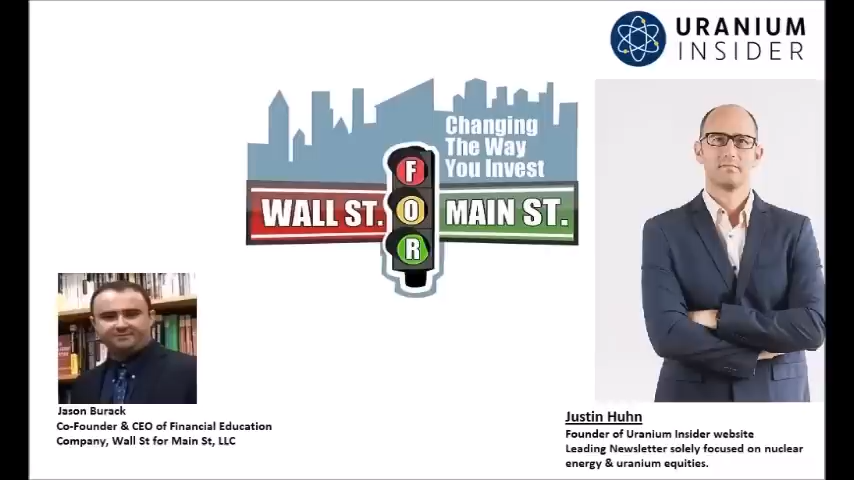 URANIUM
INSIDER
Changing
The Way
You Invest
WALL ST.
F
O
R
MAIN ST.
Jason Burack
Co-Founder & CEO of Financial Education
Company, Wall St for Main St, LLC
Justin Huhn
Founder of Uranium Insider website
Leading Newsletter solely focused on nuclear
energy & uranium equities.